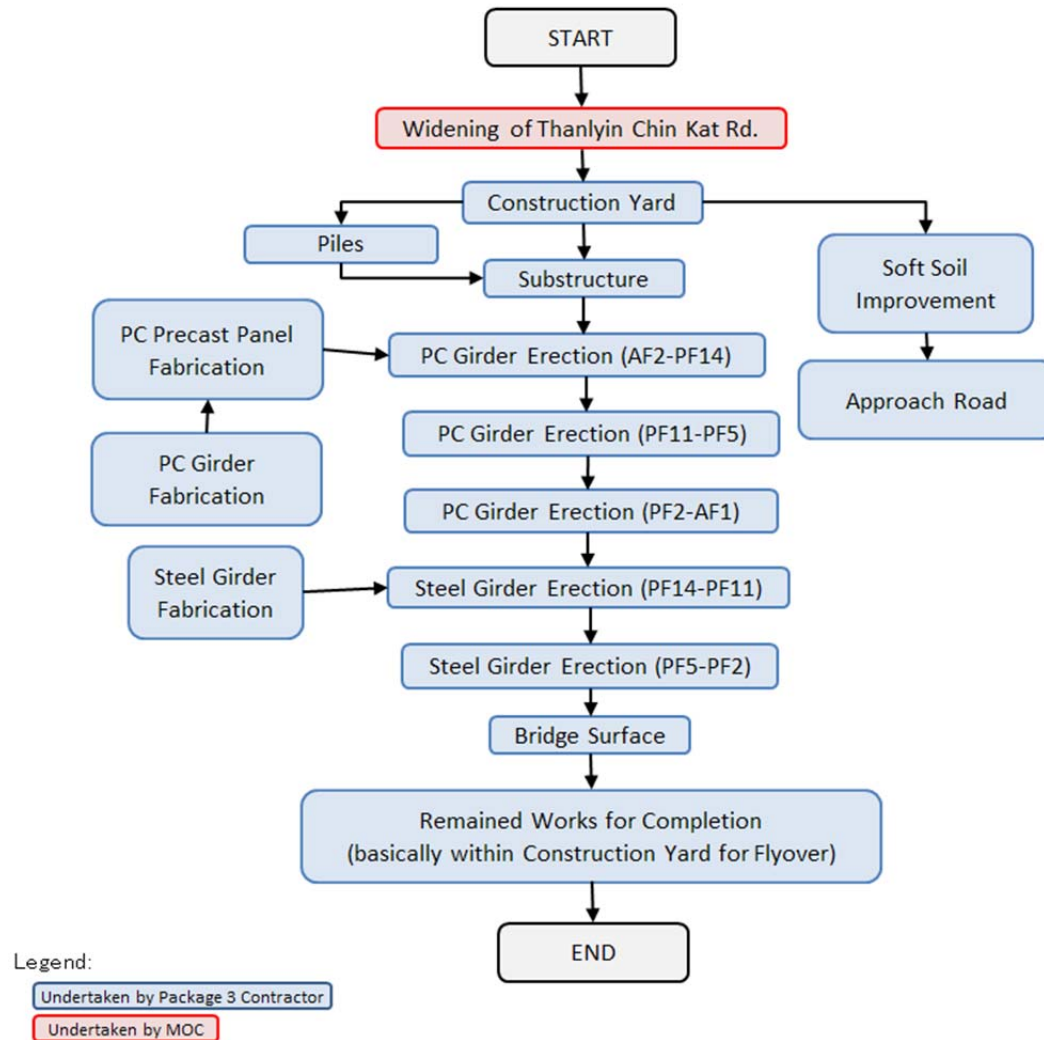 START
Widening of Thanlyin Chin Kat Rd.
Construction Yard
Piles
Substructure
Soft Soil
Improvement
PC Precast Panel
Fabrication
PC Girder Erection (AF2-PF14)
Approach Road
PC Girder
Fabrication
PC Girder Erection (PF11-PF5)
PC Girder Erection (PF2-AF1)
Steel Girder
Fabrication
Steel Girder Erection (PF14-PF11)
Steel Girder Erection (PF5-PF2)
Bridge Surface
Remained Works for Completion
(basically within Construction Yard for Flyover)
END
Legend:
Undertaken by Package 3 Contractor
Undertaken by MOC